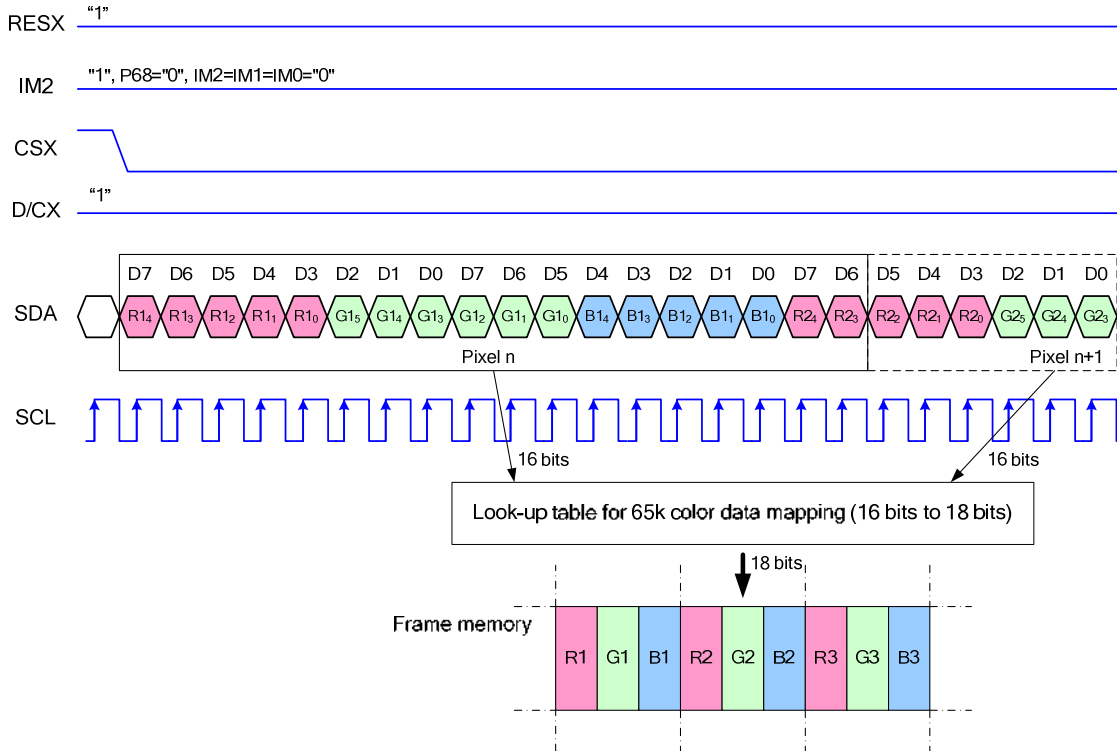 RESX “1”
IM2 "1", P68="0", IM2=IM1=IM0="0"
CSX
D/CX “1”
D7 D6 D5 D4 D3 D2 D1 D0 D7 D6 D5 D4 D3 D2 D1 D0 D7 D6 D5 D4 D3 D2 D1 D0
SDA R1₄ R1₃ R1₂ R1₁ R1₀ G1₅ G1₄ G1₃ G1₂ G1₁ G1₀ B1₄ B1₃ B1₂ B1₁ B1₀ R2₄ R2₃ R2₂ R2₁ R2₀ G2₅ G2₄ G2₃
Pixel n Pixel n+1
SCL
16 bits 16 bits
Look-up table for 65k color data mapping (16 bits to 18 bits)
18 bits
Frame memory
R1 G1 B1 R2 G2 B2 R3 G3 B3